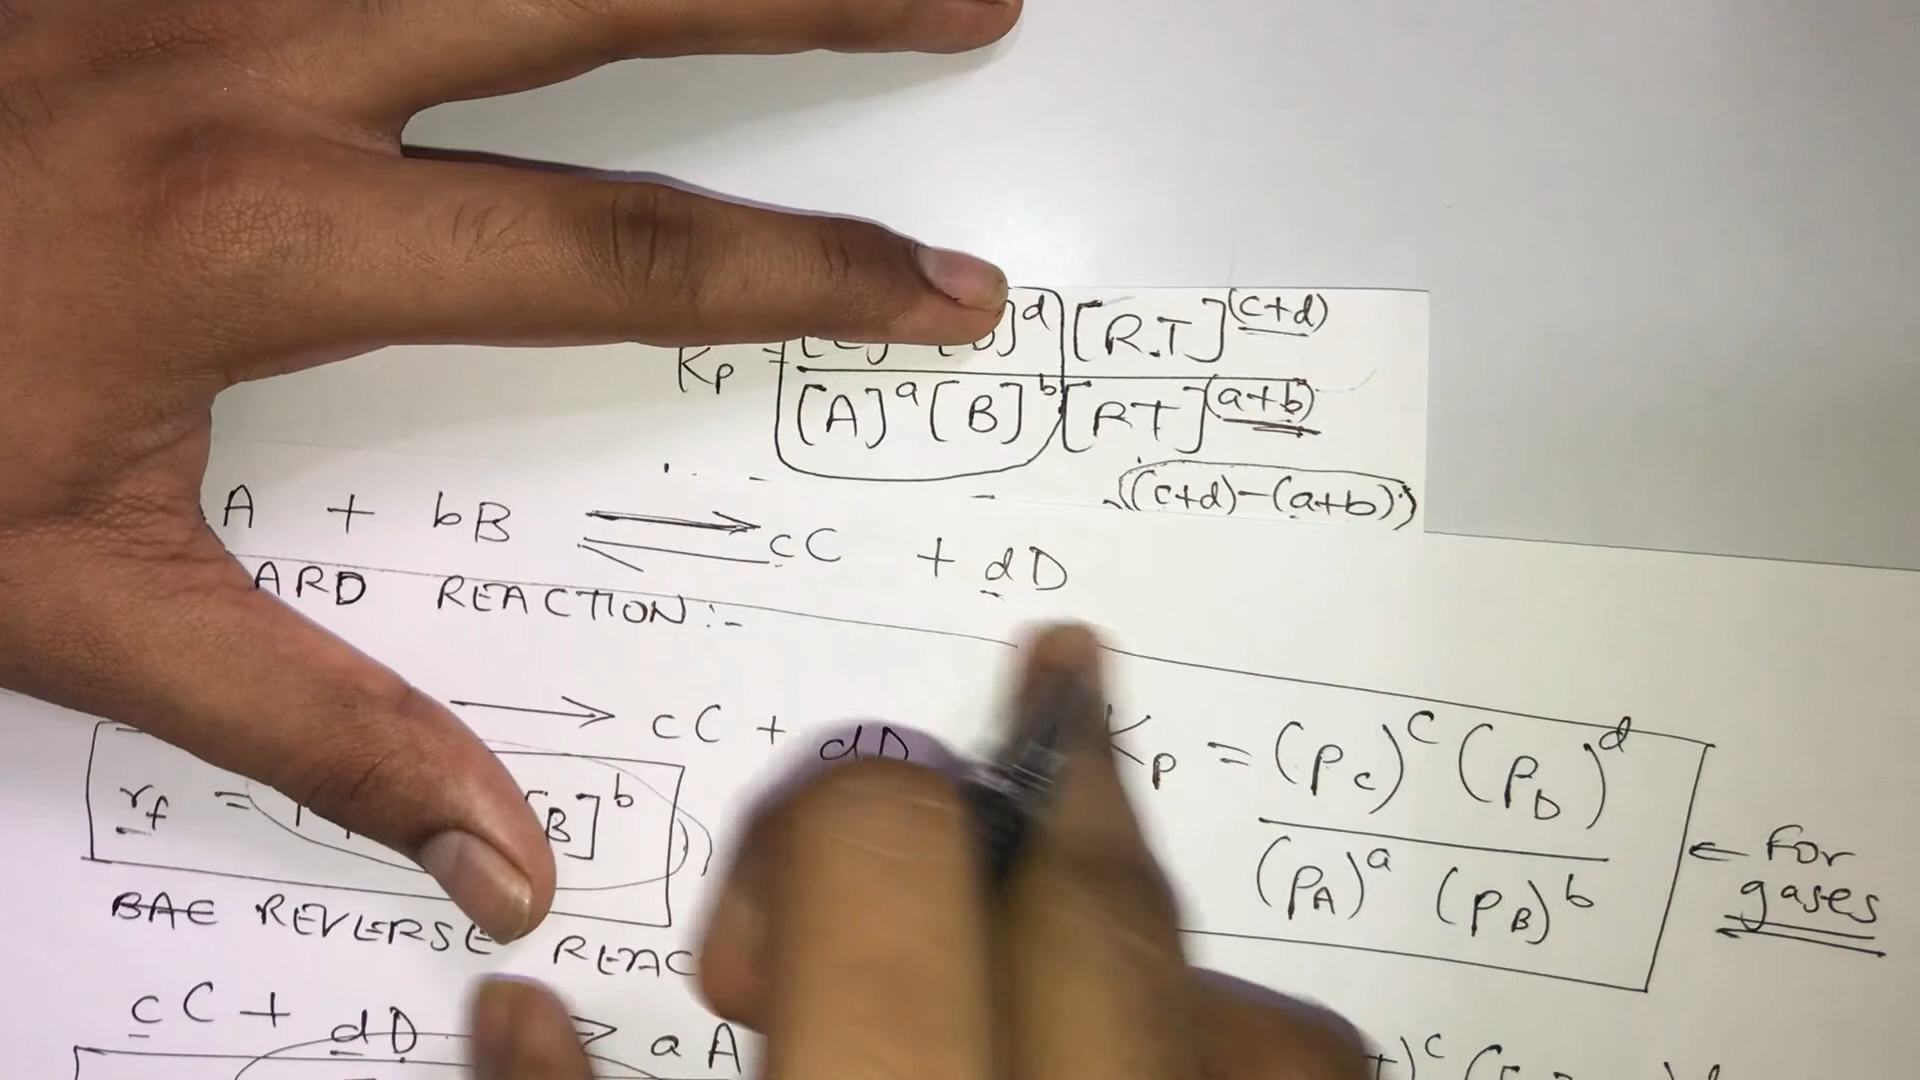 ]ᵈ [RT]^(c+d)
Kp = [A]ᵃ [B]ᵇ [RT]^(a+b)
((c+d)-(a+b))
A + bB ⇌ cC + dD
ARD REACTION:-
→ cC + dD
Kp = (pC)ᶜ (pD)ᵈ
(pA)ᵃ (pB)ᵇ
← For
gases
rf = [B]ᵇ
REVERSE REAC
cC + dD → aA